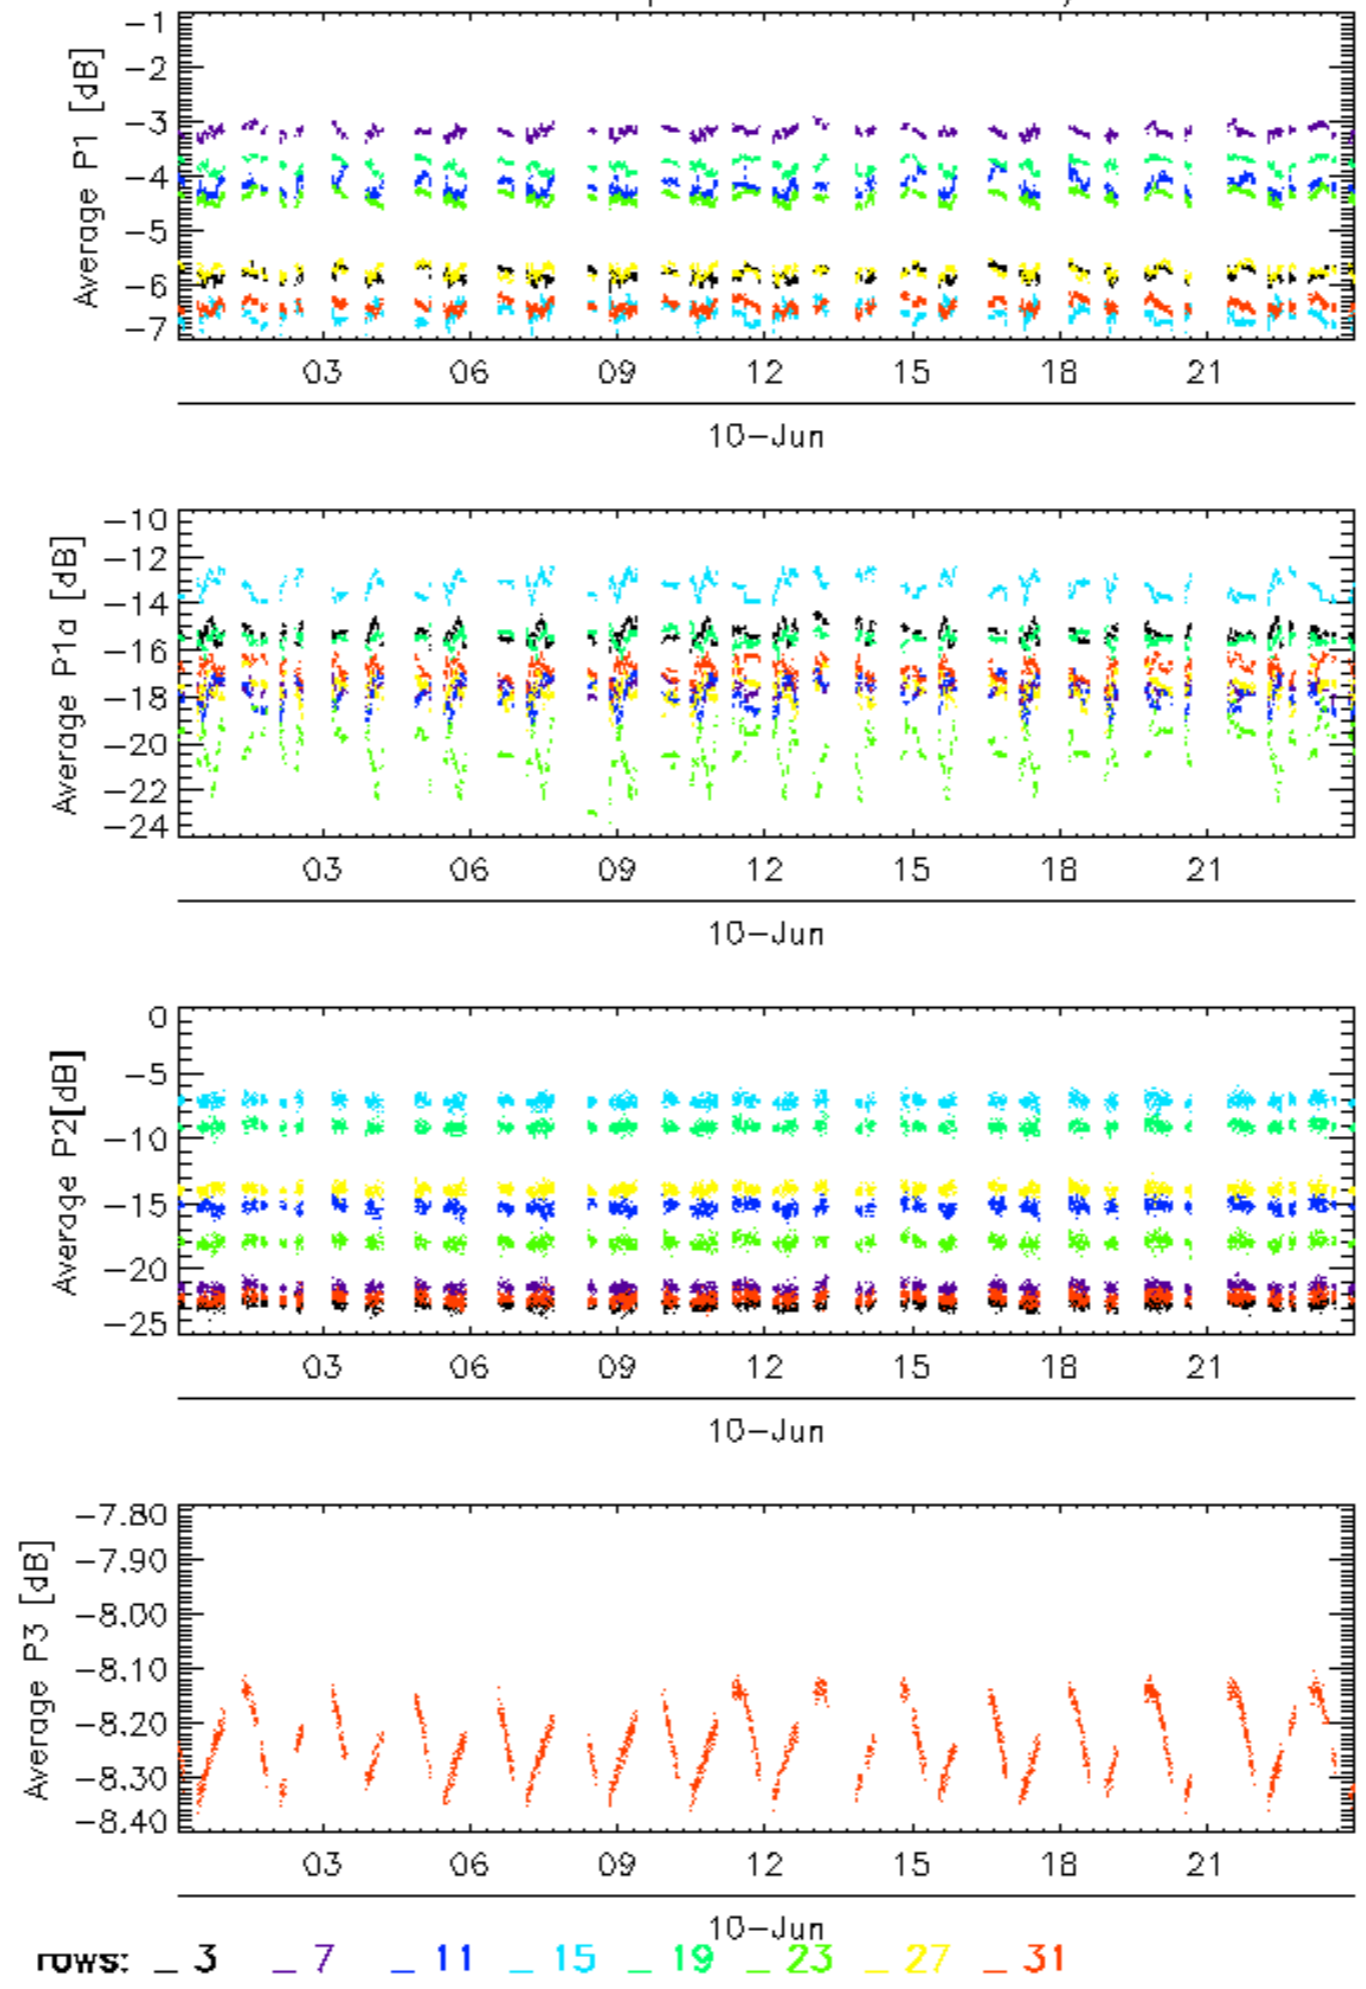 Average P1 [dB]
-1
-2
-3
-4
-5
-6
-7
03 06 09 12 15 18 21
10-Jun
Average P1a [dB]
-10
-12
-14
-16
-18
-20
-22
-24
03 06 09 12 15 18 21
10-Jun
Average P2[dB]
0
-5
-10
-15
-20
-25
03 06 09 12 15 18 21
10-Jun
Average P3 [dB]
-7.80
-7.90
-8.00
-8.10
-8.20
-8.30
-8.40
03 06 09 12 15 18 21
10-Jun
rows: _ 3 _ 7 _ 11 _ 15 _ 19 _ 23 _ 27 _ 31